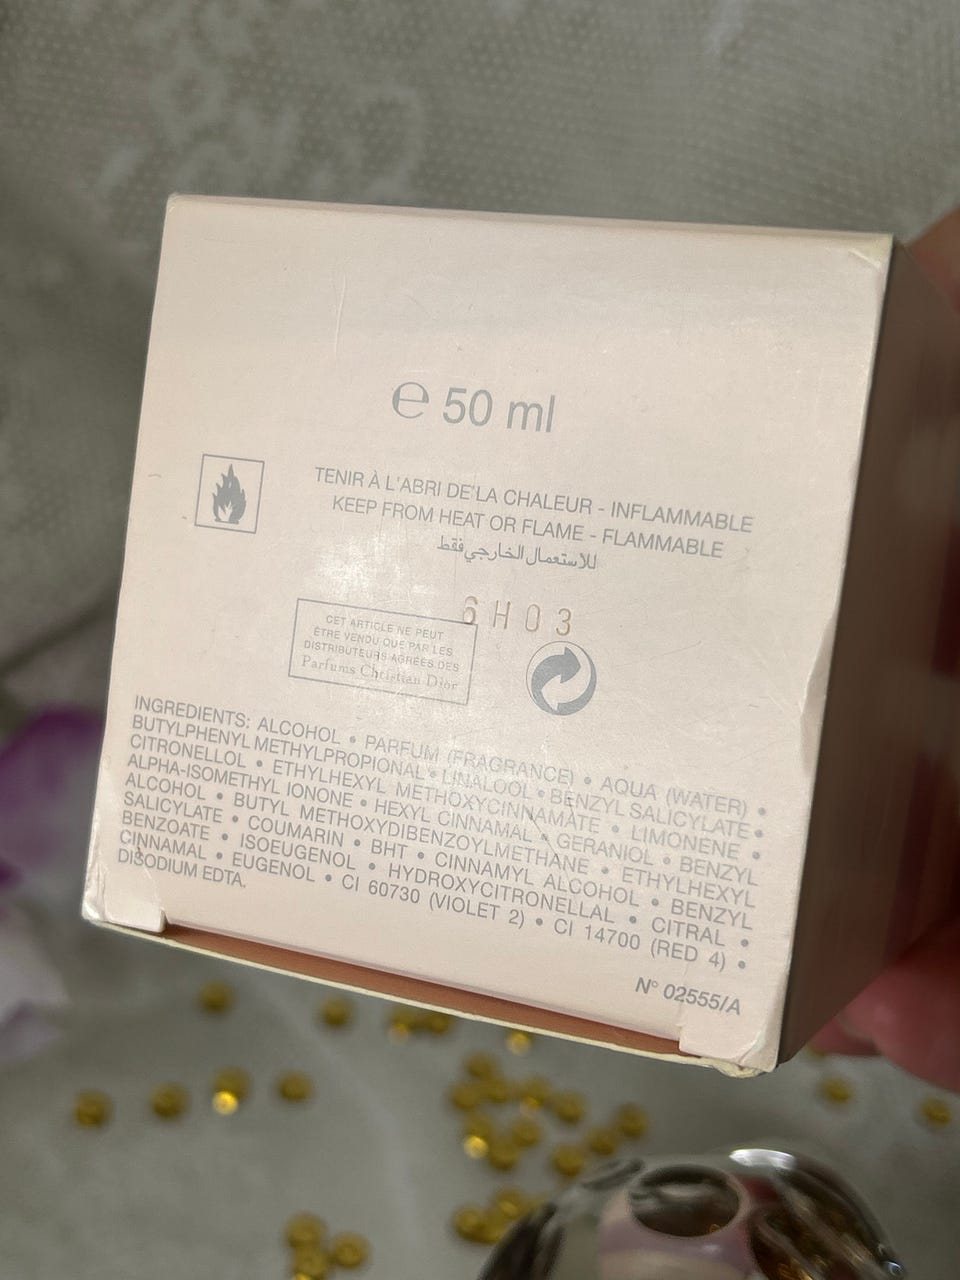 ℮ 50 ml
TENIR À L'ABRI DE LA CHALEUR - INFLAMMABLE
KEEP FROM HEAT OR FLAME - FLAMMABLE
للاستعمال الخارجي فقط
6H03
CET ARTICLE NE PEUT
ÊTRE VENDU QUE PAR LES
DISTRIBUTEURS AGRÉES DES
Parfums Christian Dior
INGREDIENTS: ALCOHOL • PARFUM (FRAGRANCE) • AQUA (WATER) •
BUTYLPHENYL METHYLPROPIONAL • LINALOOL • BENZYL SALICYLATE •
CITRONELLOL • ETHYLHEXYL METHOXYCINNAMATE • LIMONENE •
ALPHA-ISOMETHYL IONONE • HEXYL CINNAMAL • GERANIOL • BENZYL
ALCOHOL • BUTYL METHOXYDIBENZOYLMETHANE • ETHYLHEXYL
SALICYLATE • COUMARIN • BHT • CINNAMYL ALCOHOL • BENZYL
BENZOATE • ISOEUGENOL • HYDROXYCITRONELLAL • CITRAL •
CINNAMAL • EUGENOL • CI 60730 (VIOLET 2) • CI 14700 (RED 4) •
DISODIUM EDTA.
N° 02555/A